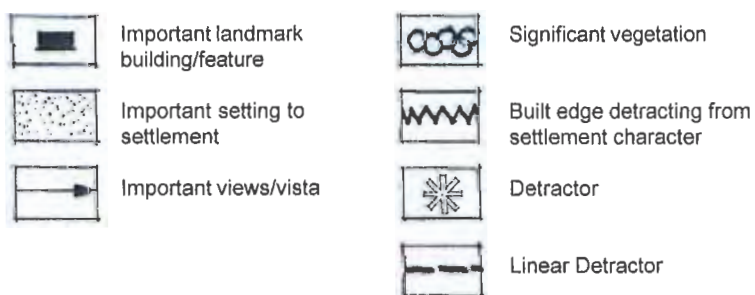 Important landmark
building/feature
Important setting to
settlement
Important views/vista
Significant vegetation
Built edge detracting from
settlement character
Detractor
Linear Detractor